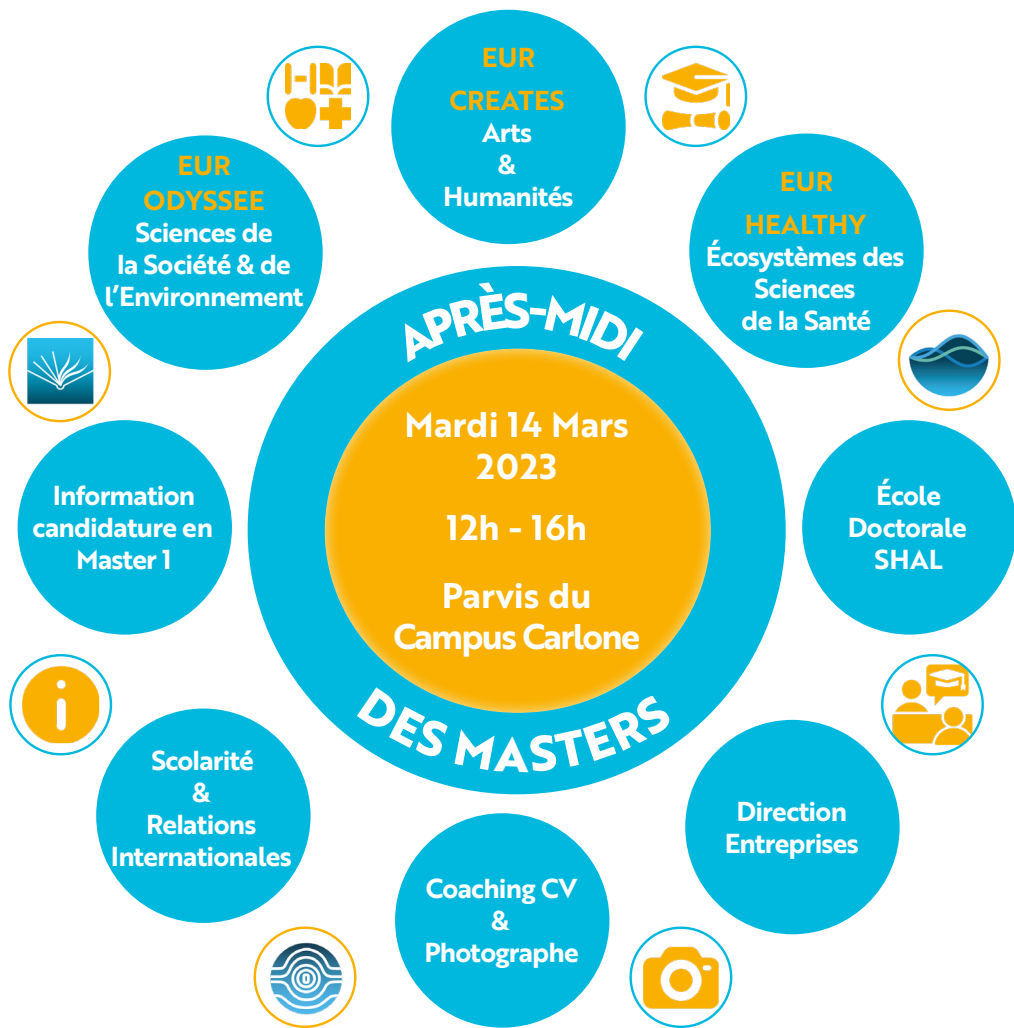 EUR
CREATES
Arts
&
Humanités
EUR
ODYSSEE
Sciences de
la Société & de
l'Environnement
EUR
HEALTHY
Écosystèmes des
Sciences
de la Santé
APRÈS-MIDI
Mardi 14 Mars
2023
12h - 16h
Parvis du
Campus Carlone
DES MASTERS
Information
candidature en
Master 1
École
Doctorale
SHAL
Scolarité
&
Relations
Internationales
Direction
Entreprises
Coaching CV
&
Photographe